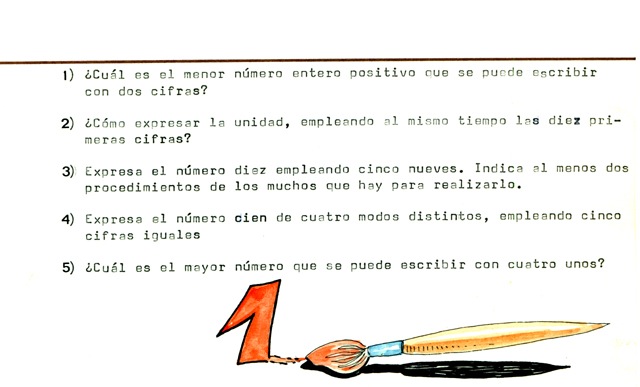 1) ¿Cuál es el menor número entero positivo que se puede escribir
con dos cifras?
2) ¿Cómo expresar la unidad, empleando al mismo tiempo las diez pri-
meras cifras?
3) Expresa el número diez empleando cinco nueves. Indica al menos dos
procedimientos de los muchos que hay para realizarlo.
4) Expresa el número cien de cuatro modos distintos, empleando cinco
cifras iguales
5) ¿Cuál es el mayor número que se puede escribir con cuatro unos?
1